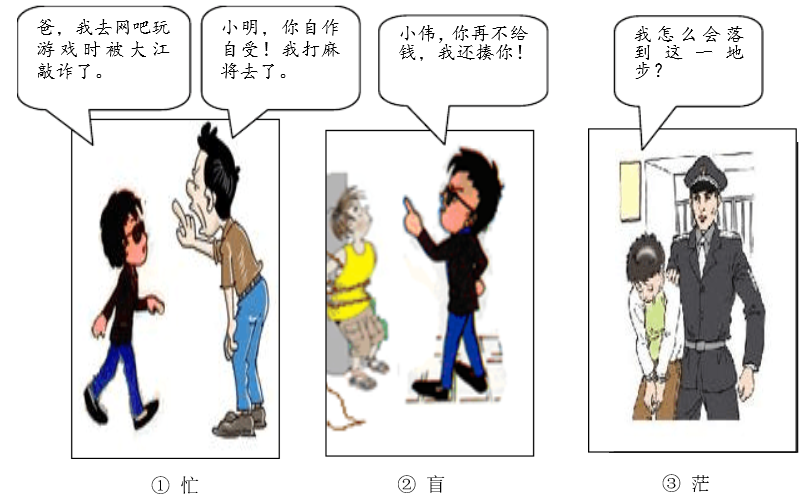 爸，我去网吧玩
游戏时被大江
敲诈了。
小明，你自作
自受！我打麻
将去了。
小伟，你再不给
钱，我还揍你！
我怎么会落
到这一地
步？
① 忙
② 盲
③ 茫